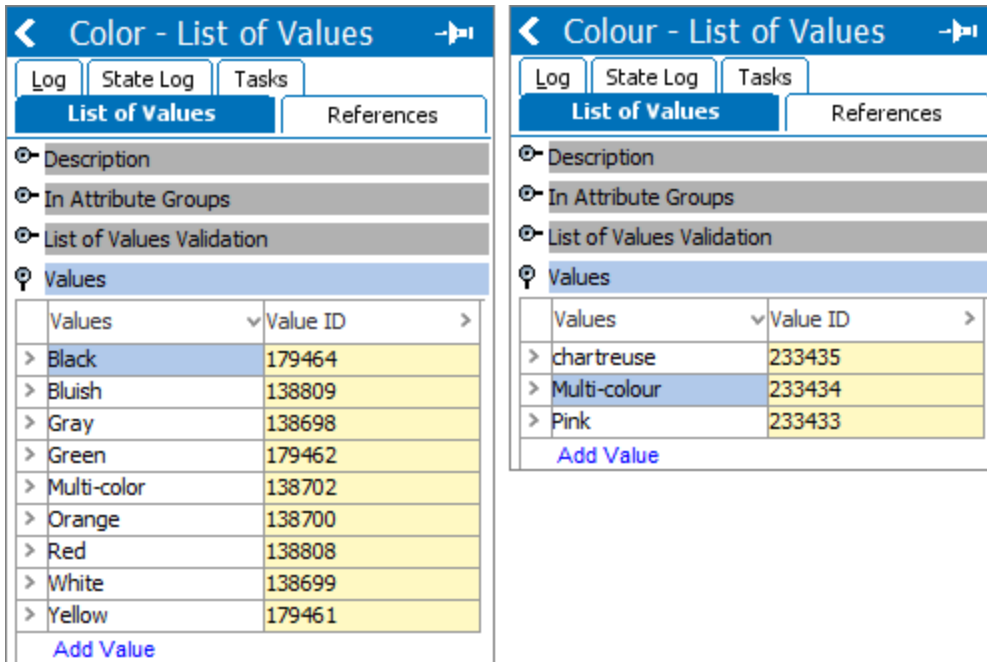 Color - List of Values
Log State Log Tasks
List of Values References
Description
In Attribute Groups
List of Values Validation
Values
Values Value ID >
> Black 179464
> Bluish 138809
> Gray 138698
> Green 179462
> Multi-color 138702
> Orange 138700
> Red 138808
> White 138699
> Yellow 179461
Add Value
Colour - List of Values
Log State Log Tasks
List of Values References
Description
In Attribute Groups
List of Values Validation
Values
Values Value ID >
> chartreuse 233435
> Multi-colour 233434
> Pink 233433
Add Value